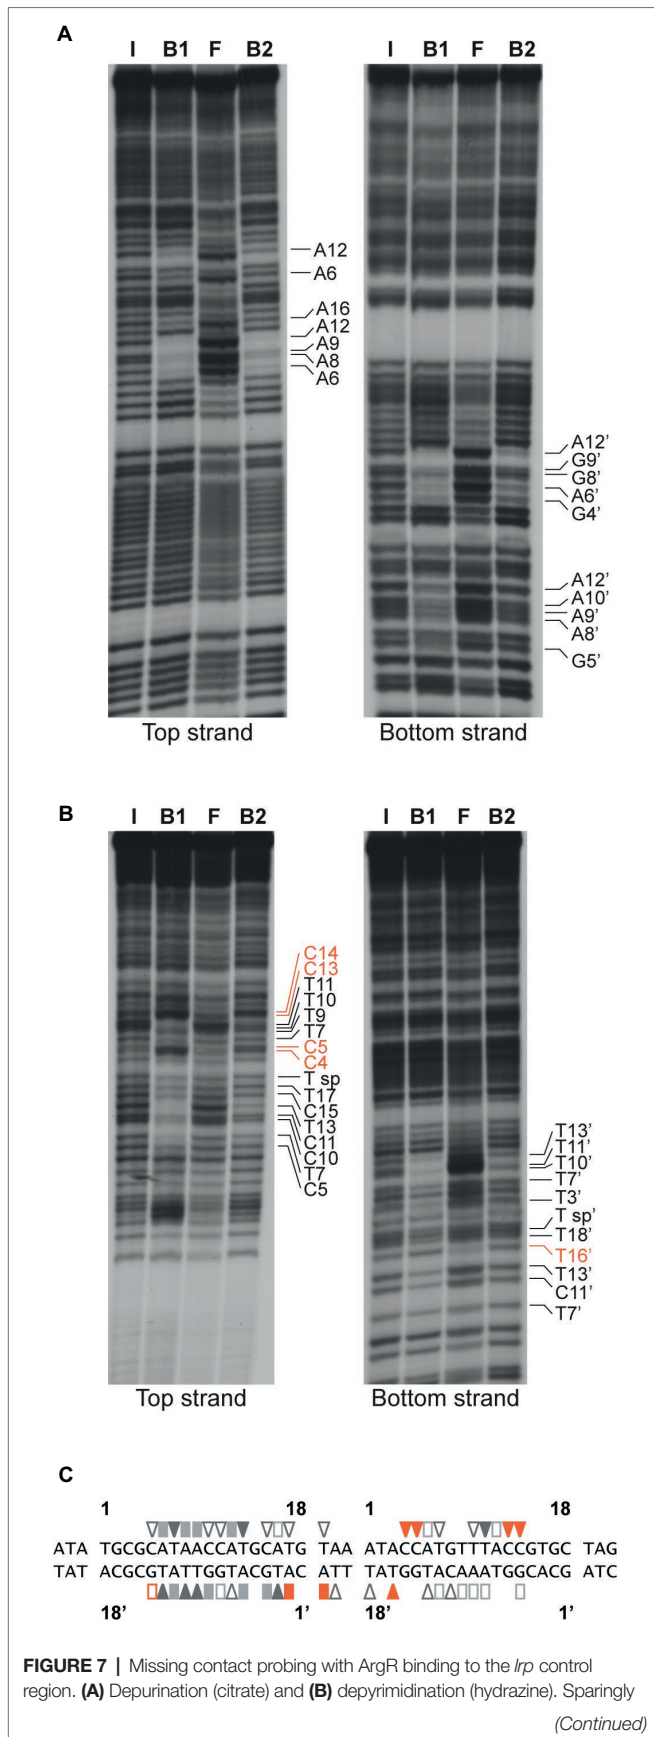 A
I B1 F B2
I B1 F B2
A12
A6
A16
A12
A9
A8
A6
A12'
G9'
G8'
A6'
G4'
A12'
A10'
A9'
A8'
G5'
Top strand
Bottom strand
B
I B1 F B2
I B1 F B2
C14
C13
T11
T10
T9
T7
C5
C4
T sp
T17
C15
T13
C11
C10
T7
C5
T13'
T11'
T10'
T7'
T3'
T sp'
T18'
T16'
T13'
C11'
T7'
Top strand
Bottom strand
C
1 18 1 18
ATA TGCGCATAACCATGCATG TAA ATACCATGTTTACCGTGC TAG
TAT ACGCGTATTGGTACGTAC ATT TATGGTACAAATGGCACG ATC
18' 1' 18' 1'
FIGURE 7 | Missing contact probing with ArgR binding to the lrp control
region. (A) Depurination (citrate) and (B) depyrimidination (hydrazine). Sparingly
(Continued)